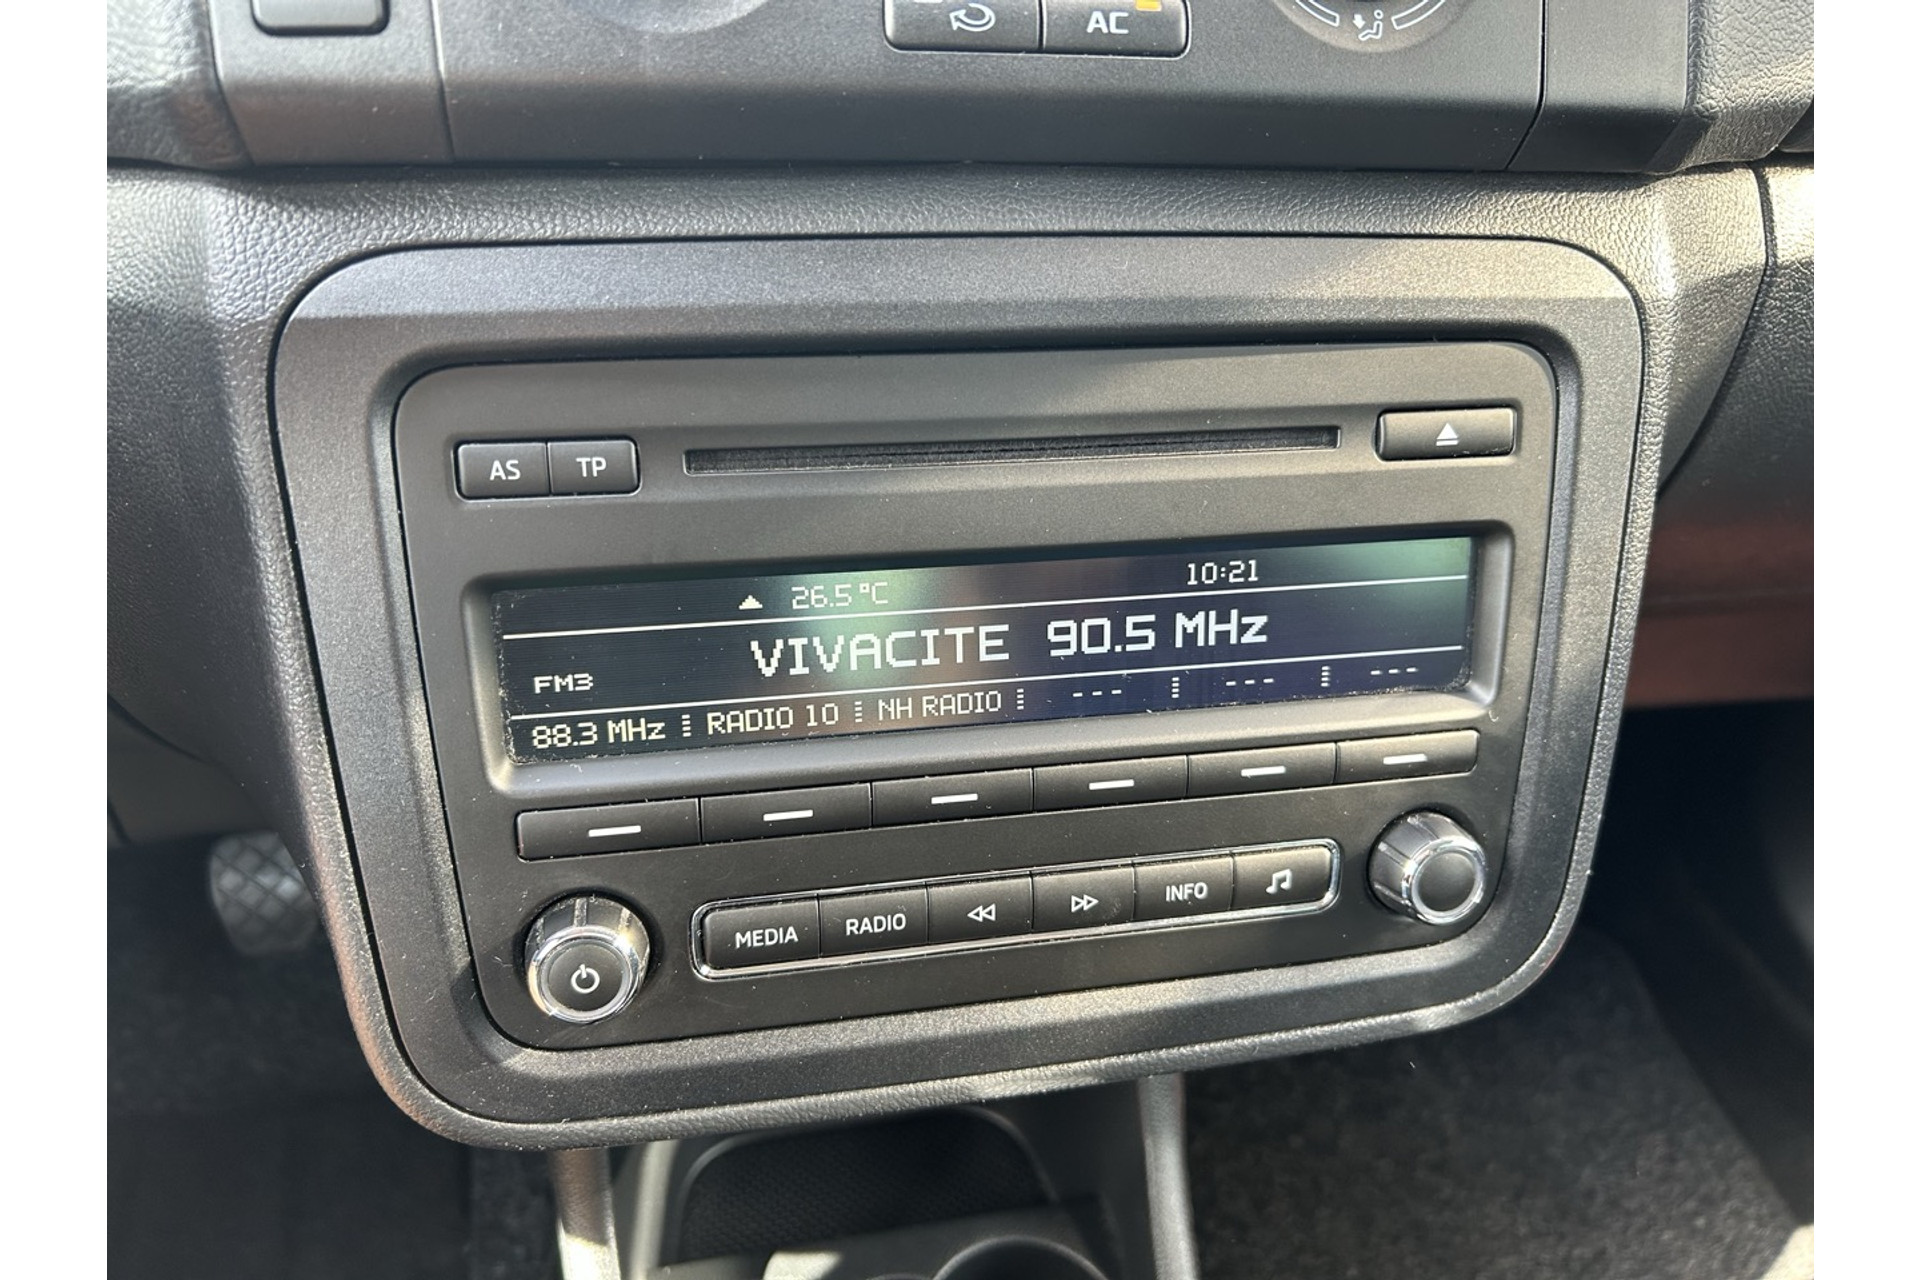 AC
AS TP
26.5°C 10:21
VIVACITE 90.5 MHz
FM3
88.3 MHz RADIO 10 NH RADIO --- --- ---
MEDIA RADIO INFO